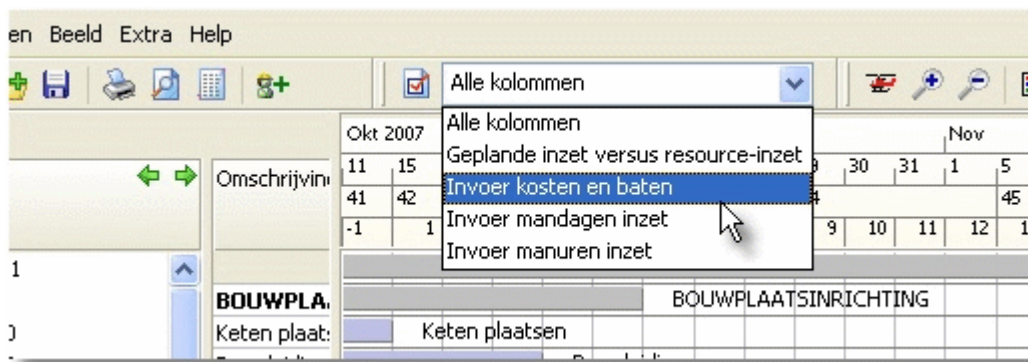 en Beeld Extra Help
Alle kolommen
Alle kolommen
Geplande inzet versus resource-inzet
Invoer kosten en baten
Invoer mandagen inzet
Invoer manuren inzet
Okt 2007 Nov
Omschrijvin 11 15 30 31 1 5
41 42 45
-1 1 9 10 11 12 1
1
BOUWPLA. BOUWPLAATSINRICHTING
Keten plaat: Keten plaatsen